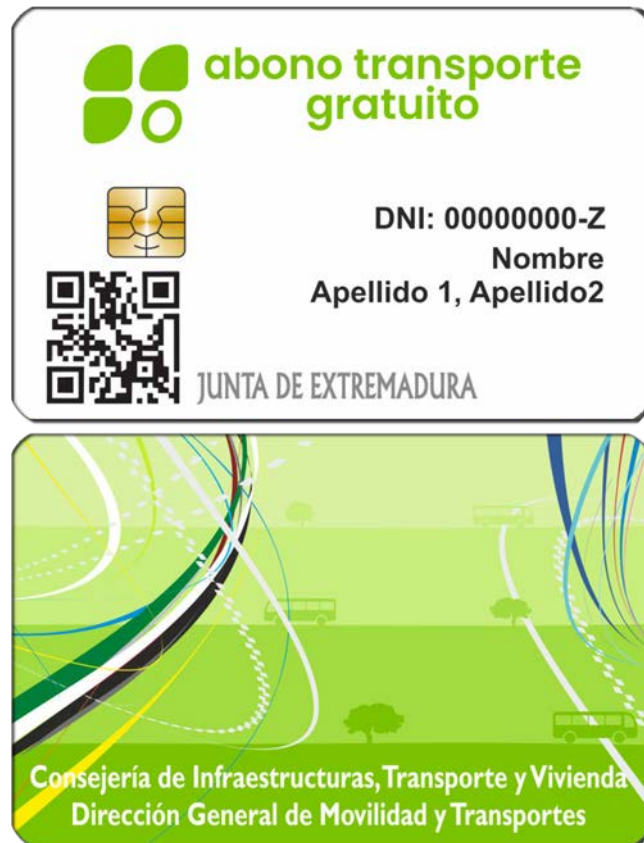 abono transporte
gratuito
DNI: 00000000-Z
Nombre
Apellido 1, Apellido2
JUNTA DE EXTREMADURA
Consejería de Infraestructuras, Transporte y Vivienda
Dirección General de Movilidad y Transportes